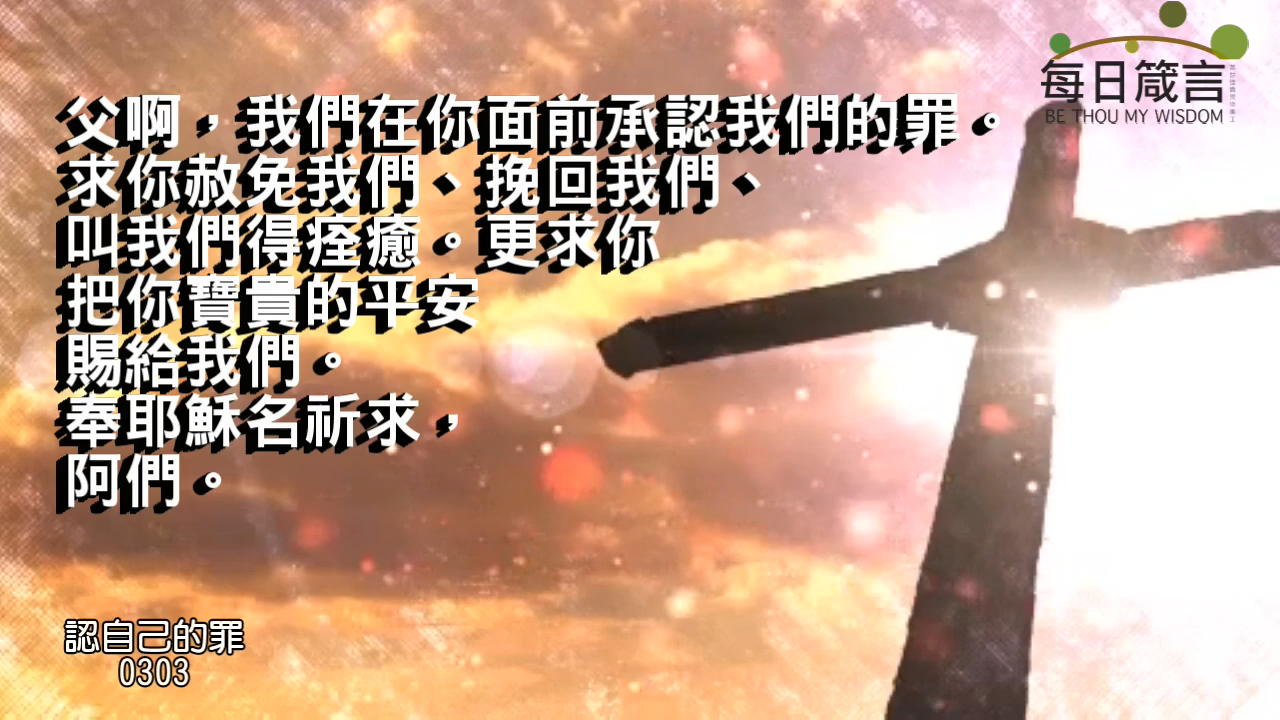 每日箴言
BE THOU MY WISDOM
父啊，我們在你面前承認我們的罪。
求你赦免我們、挽回我們、
叫我們得痊癒。更求你
把你寶貴的平安
賜給我們。
奉耶穌名祈求，
阿們。
認自己的罪
0303